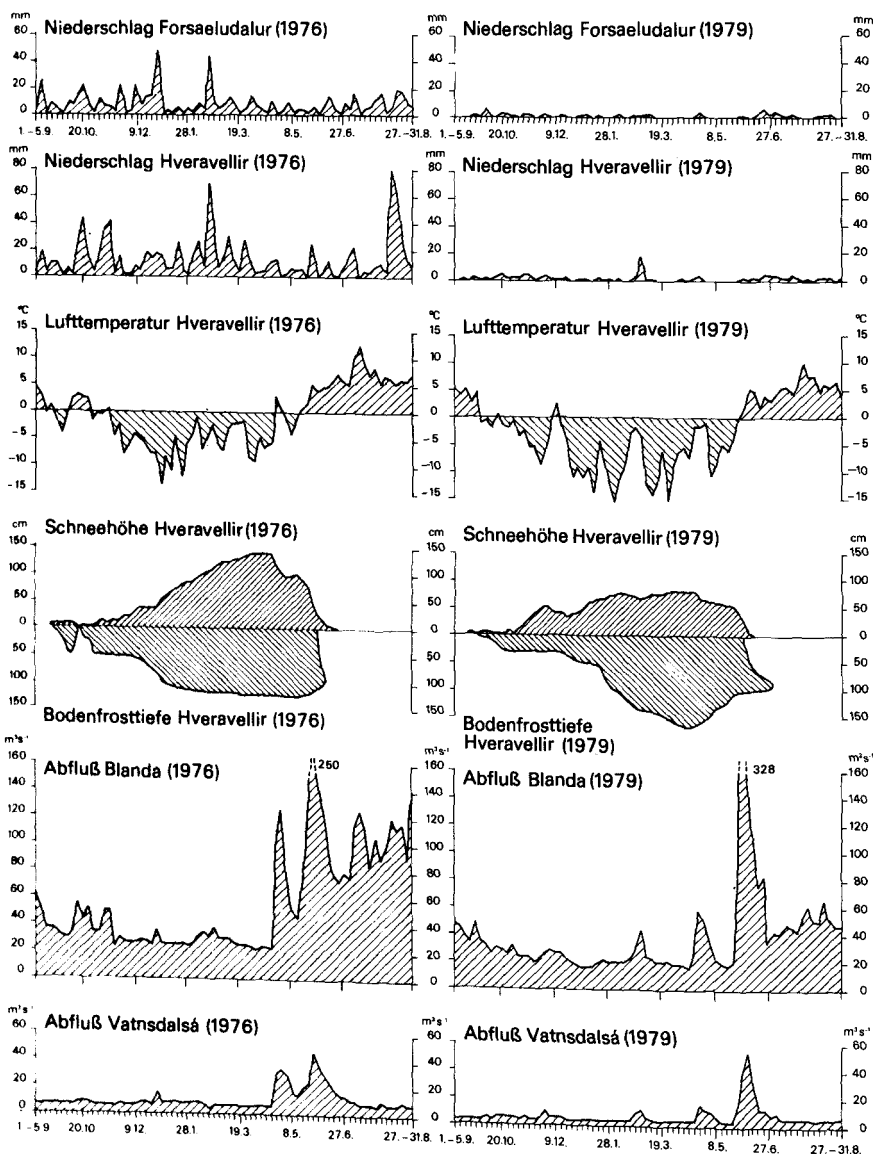 mm
Niederschlag Forsaeludalur (1976)
60
40
20
0
1.–5.9. 20.10. 9.12. 28.1. 19.3. 8.5. 27.6. 27.–31.8.
mm
Niederschlag Hveravellir (1976)
80
60
40
20
0
°C
Lufttemperatur Hveravellir (1976)
15
10
5
0
−5
−10
−15
cm
Schneehöhe Hveravellir (1976)
150
100
50
0
50
100
150
Bodenfrosttiefe Hveravellir (1976)
m³s⁻¹
Abfluß Blanda (1976)
260
160
140
120
100
80
60
40
20
0
m³s⁻¹
Abfluß Vatnsdalsá (1976)
60
40
20
0
1.–5.9. 20.10. 9.12. 28.1. 19.3. 8.5. 27.6. 27.–31.8.
mm
Niederschlag Forsaeludalur (1979)
60
40
20
0
1.–5.9. 20.10. 9.12. 28.1. 19.3. 8.5. 27.6. 27.–31.8.
mm
mm
Niederschlag Hveravellir (1979)
80
60
40
20
0
°C
Lufttemperatur Hveravellir (1979)
15
10
5
0
−5
−10
−15
cm
cm
Schneehöhe Hveravellir (1979)
150
100
50
0
50
100
150
Bodenfrosttiefe
Hveravellir (1979)
m³s⁻¹
m³s⁻¹
Abfluß Blanda (1979)
328
160
140
120
100
80
60
40
20
0
m³s⁻¹
Abfluß Vatnsdalsá (1979)
60
40
20
0
1.–5.9. 20.10. 9.12. 28.1. 19.3. 8.5. 27.6. 27.–31.8.